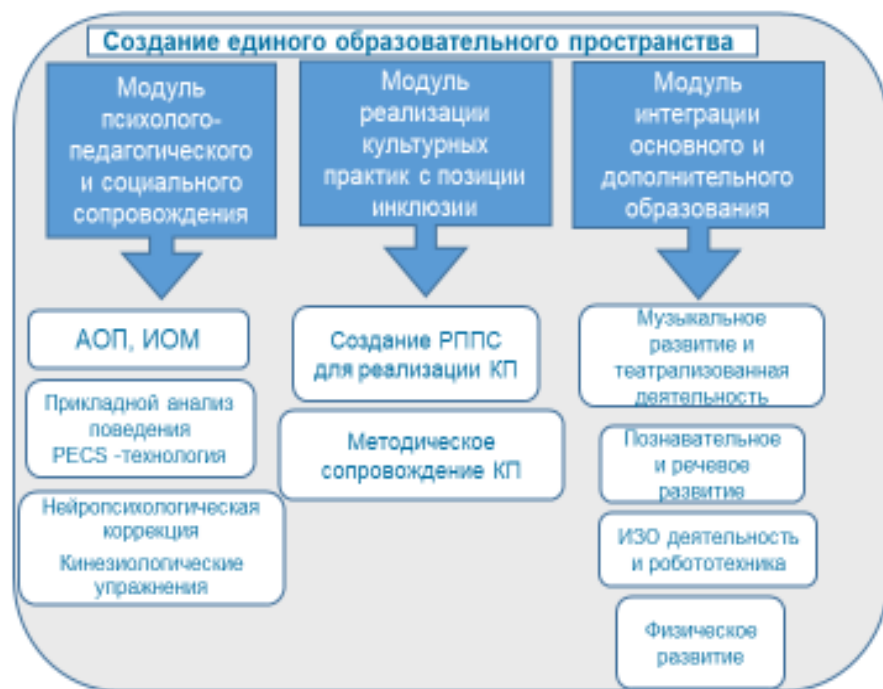 Создание единого образовательного пространства
Модуль
психолого-
педагогического
и социального
сопровождения
АОП, ИОМ
Прикладной анализ
поведения
PECS -технология
Нейропсихологическая
коррекция
Кинезиологические
упражнения
Модуль
реализации
культурных
практик с позиции
инклюзии
Создание РППС
для реализации КП
Методическое
сопровождение КП
Модуль
интеграции
основного и
дополнительного
образования
Музыкальное
развитие и
театрализованная
деятельность
Познавательное
и речевое
развитие
ИЗО деятельность
и робототехника
Физическое
развитие